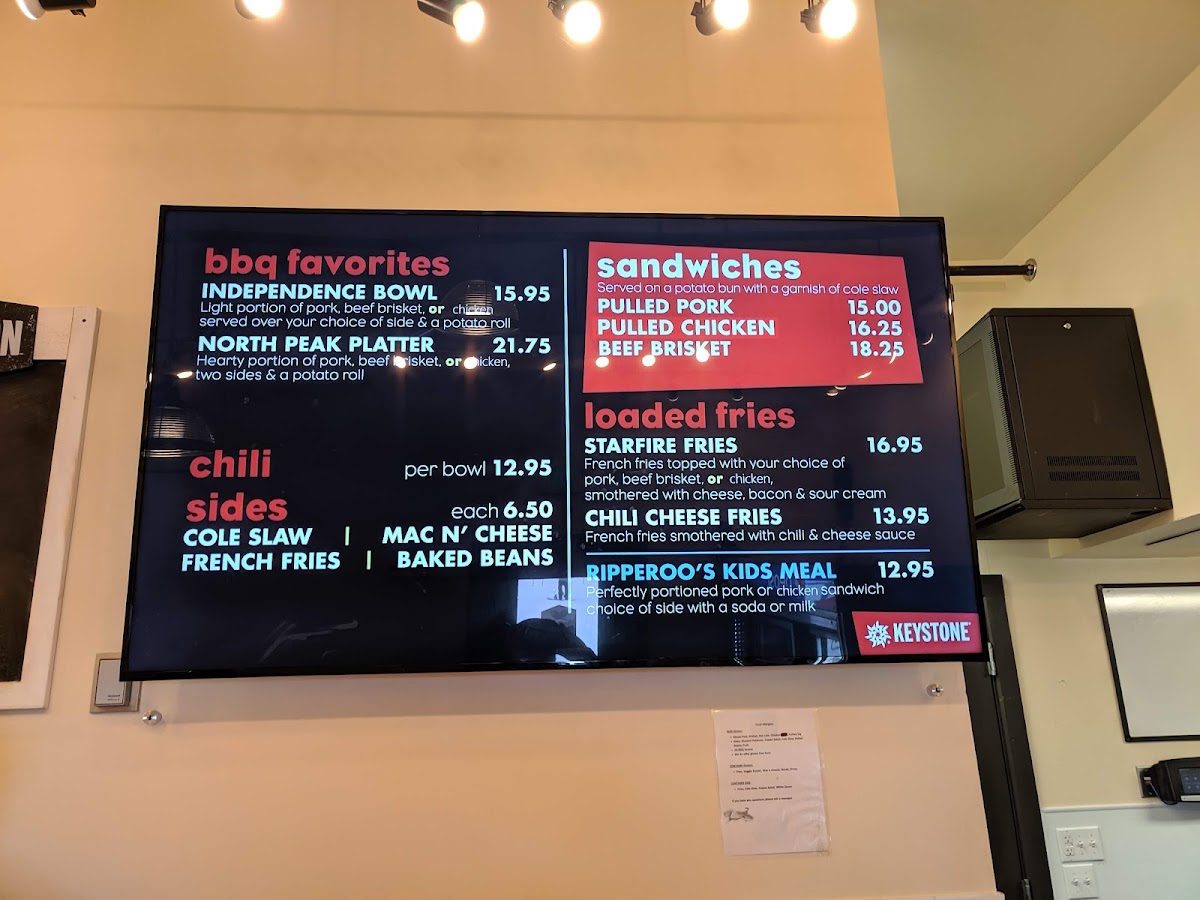 N
bbq favorites
INDEPENDENCE BOWL 15.95
Light portion of pork, beef brisket, or chicken
served over your choice of side & a potato roll
NORTH PEAK PLATTER 21.75
Hearty portion of pork, beef brisket, or chicken,
two sides & a potato roll
chili per bowl 12.95
sides each 6.50
COLE SLAW | MAC N' CHEESE
FRENCH FRIES | BAKED BEANS
sandwiches
Served on a potato bun with a garnish of cole slaw
PULLED PORK 15.00
PULLED CHICKEN 16.25
BEEF BRISKET 18.25
loaded fries
STARFIRE FRIES 16.95
French fries topped with your choice of
pork, beef brisket, or chicken,
smothered with cheese, bacon & sour cream
CHILI CHEESE FRIES 13.95
French fries smothered with chili & cheese sauce
RIPPEROO'S KIDS MEAL 12.95
Perfectly portioned pork or chicken sandwich
choice of side with a soda or milk
KEYSTONE